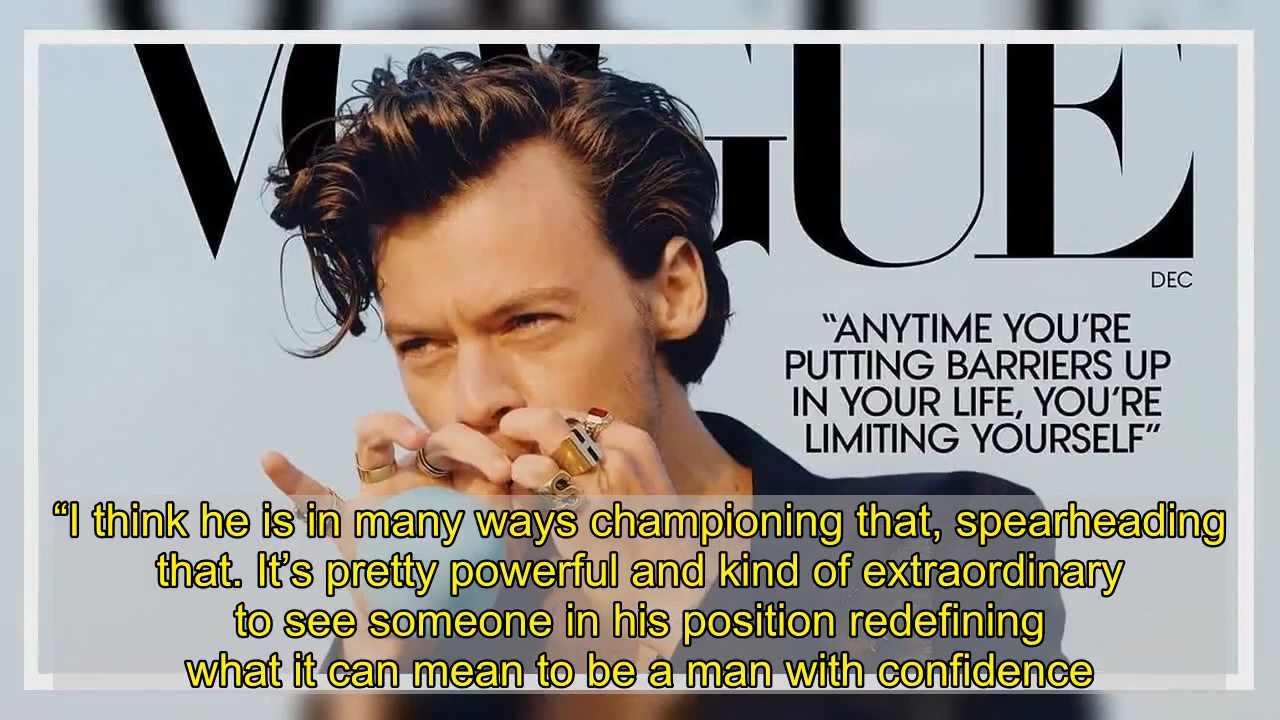 VOGUE
DEC
“ANYTIME YOU’RE
PUTTING BARRIERS UP
IN YOUR LIFE, YOU’RE
LIMITING YOURSELF”
“I think he is in many ways championing that, spearheading
that. It’s pretty powerful and kind of extraordinary
to see someone in his position redefining
what it can mean to be a man with confidence